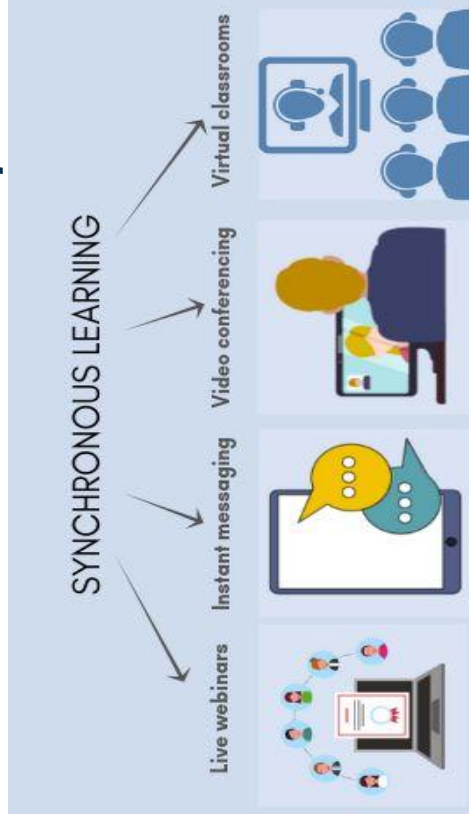 SYNCHRONOUS LEARNING
Live webinars
Instant messaging
Video conferencing
Virtual classrooms